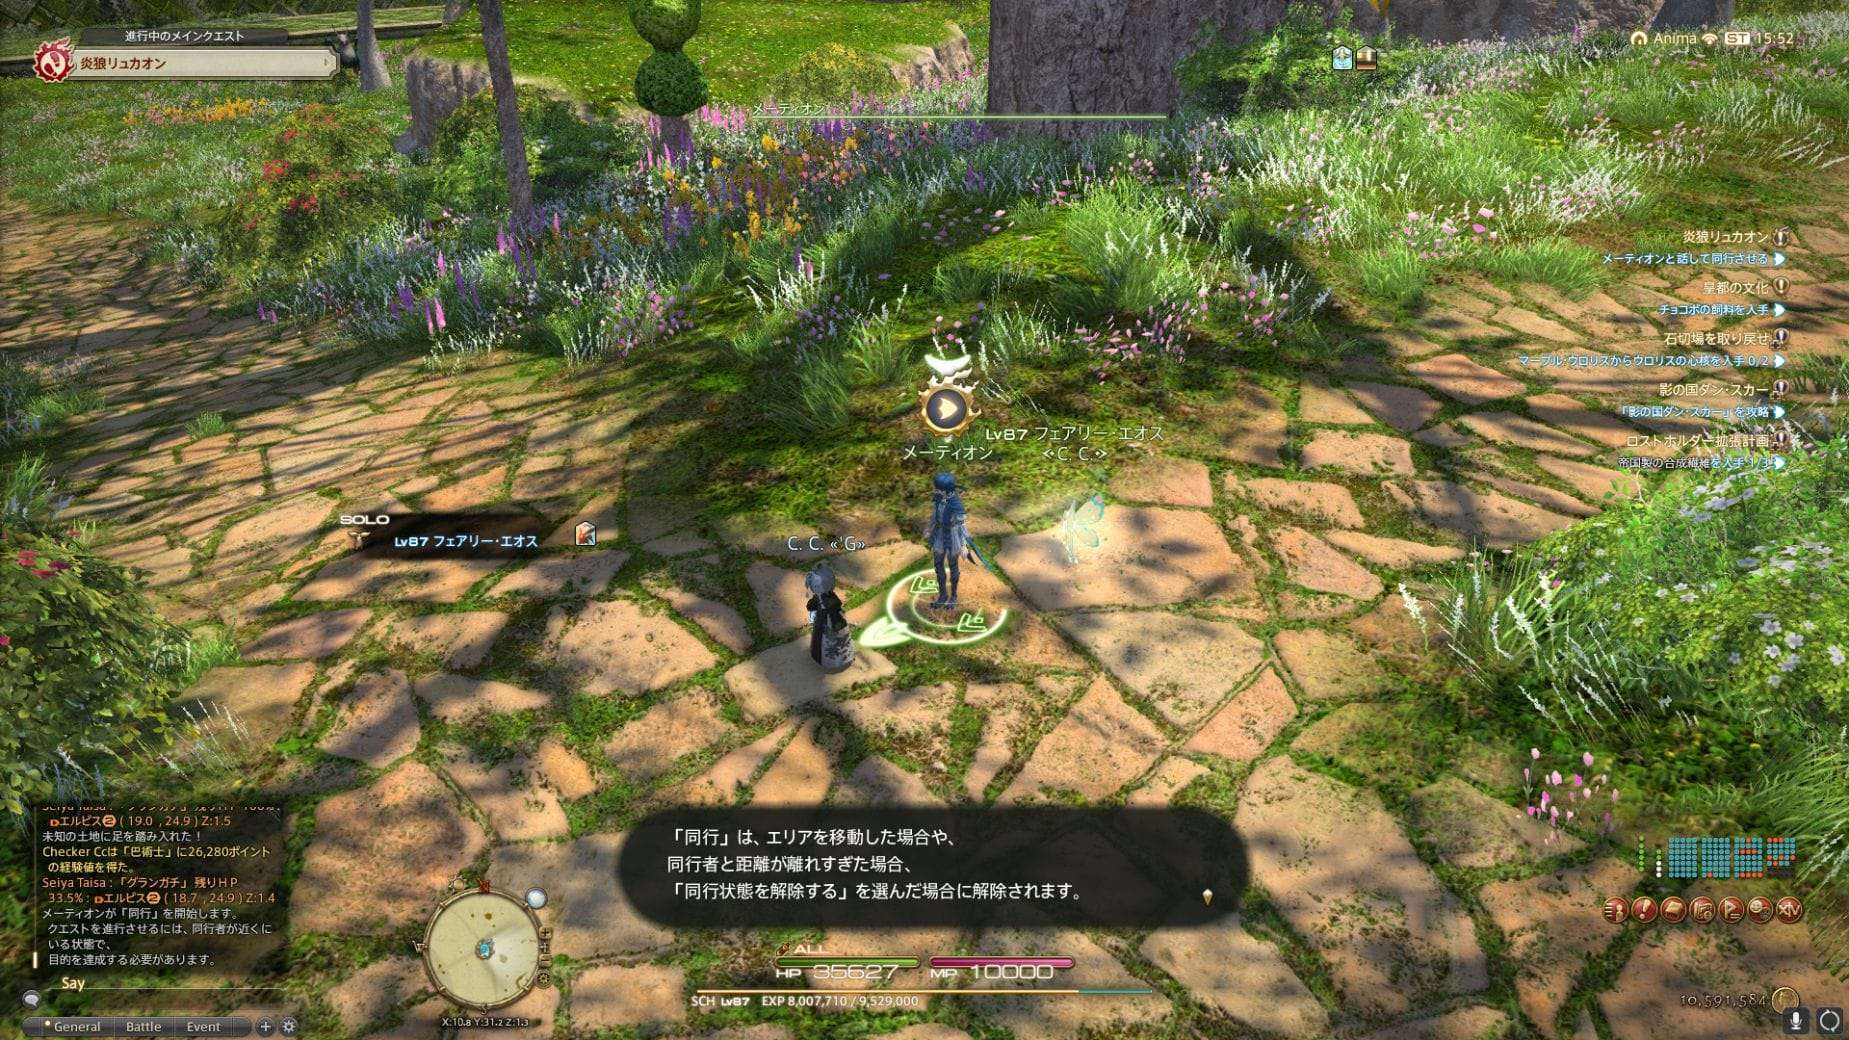 進行中のメインクエスト
炎狼リュカオン
メーティオン
Anima ST 15:52
炎狼リュカオン
メーティオンと話して同行させる
皇都の文化
チョコボの飼料を入手
石切場を取り戻せ
マーブル・ウロリスからウロリスの心核を入手 0/2
影の国ダン・スカー
「影の国ダン・スカー」を攻略
ロストホルダー拡張計画
帝国製の合成繊維を入手 1/3
Lv87 フェアリー・エオス
メーティオン
«C. C.»
SOLO
Lv87 フェアリー・エオス
C. C. «'G»
「同行」は、エリアを移動した場合や、
同行者と距離が離れすぎた場合、
「同行状態を解除する」を選んだ場合に解除されます。
Seiya Taisa : 「グランガチ」 残りＨＰ 100%:
エルピス2 ( 19.0 , 24.9 ) Z:1.5
未知の土地に足を踏み入れた！
Checker Ccは「巴術士」に26,280ポイント
の経験値を得た。
Seiya Taisa : 「グランガチ」 残りＨＰ
33.5% : エルピス2 ( 18.7 , 24.9 ) Z:1.4
メーティオンが「同行」を開始します。
クエストを進行させるには、同行者が近くに
いる状態で、
目的を達成する必要があります。
Say
General Battle Event
X:10.8 Y:31.2 Z:1.3
ALL
HP 35627 MP 10000
SCH Lv87 EXP 8,007,710 / 9,529,000
XIV
10,591,584